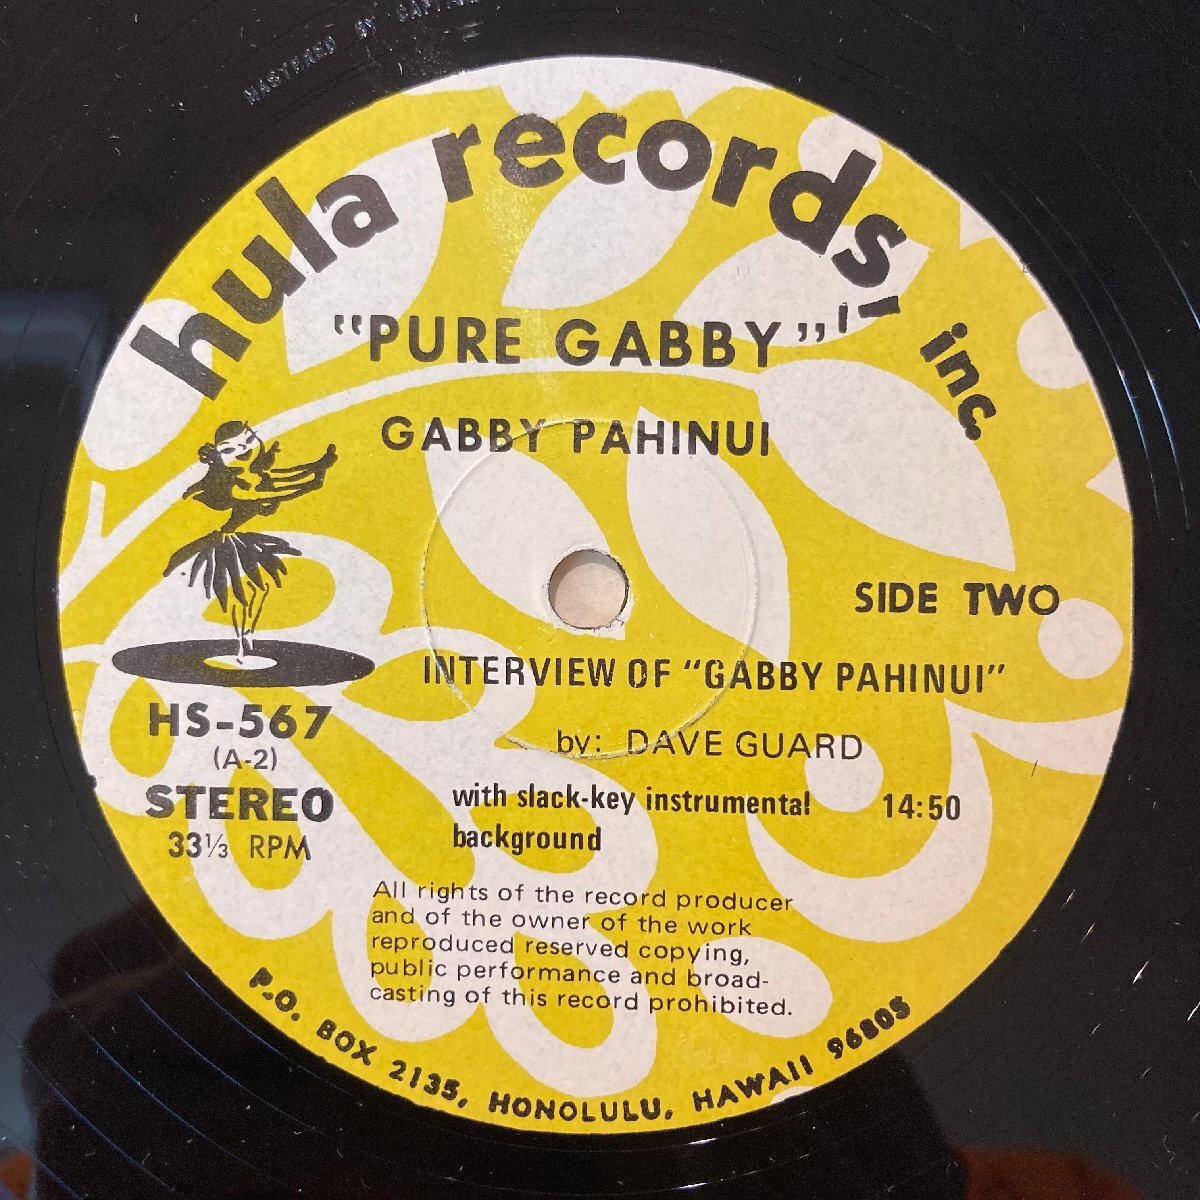 MASTERED BY CAPITOL
hula records, inc.
"PURE GABBY"
GABBY PAHINUI
SIDE TWO
INTERVIEW OF "GABBY PAHINUI"
by: DAVE GUARD
with slack-key instrumental 14:50
background
HS-567
(A-2)
STEREO
33⅓ RPM
All rights of the record producer
and of the owner of the work
reproduced reserved copying,
public performance and broad-
casting of this record prohibited.
P.O. BOX 2135, HONOLULU, HAWAII 96805